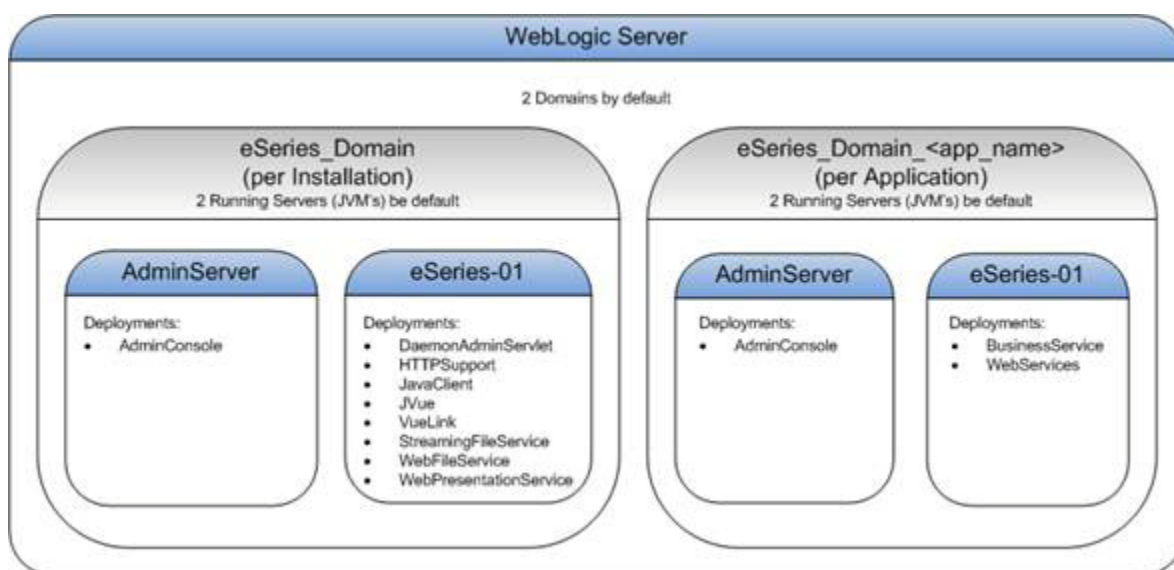 WebLogic Server
2 Domains by default
eSeries_Domain
(per Installation)
2 Running Servers (JVM's) be default
AdminServer
Deployments:
• AdminConsole
eSeries-01
Deployments:
• DaemonAdminServlet
• HTTPSupport
• JavaClient
• JVue
• VueLink
• StreamingFileService
• WebFileService
• WebPresentationService
eSeries_Domain_<app_name>
(per Application)
2 Running Servers (JVM's) be default
AdminServer
Deployments:
• AdminConsole
eSeries-01
Deployments:
• BusinessService
• WebServices